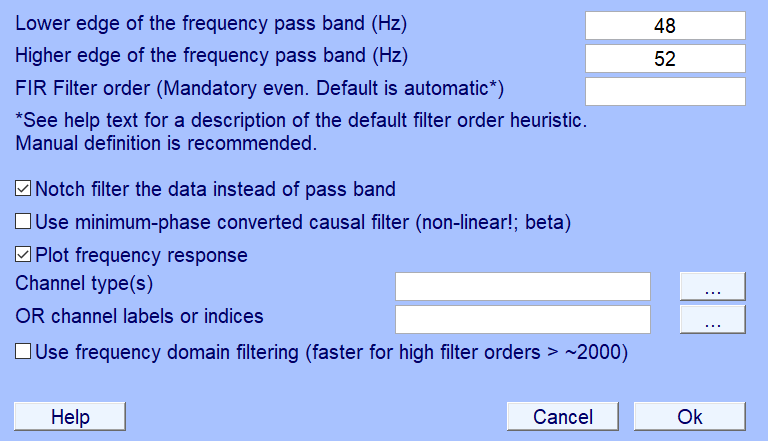 Lower edge of the frequency pass band (Hz) 48
Higher edge of the frequency pass band (Hz) 52
FIR Filter order (Mandatory even. Default is automatic*)
*See help text for a description of the default filter order heuristic.
Manual definition is recommended.
Notch filter the data instead of pass band
Use minimum-phase converted causal filter (non-linear!; beta)
Plot frequency response
Channel type(s) ...
OR channel labels or indices ...
Use frequency domain filtering (faster for high filter orders > ~2000)
Help Cancel Ok